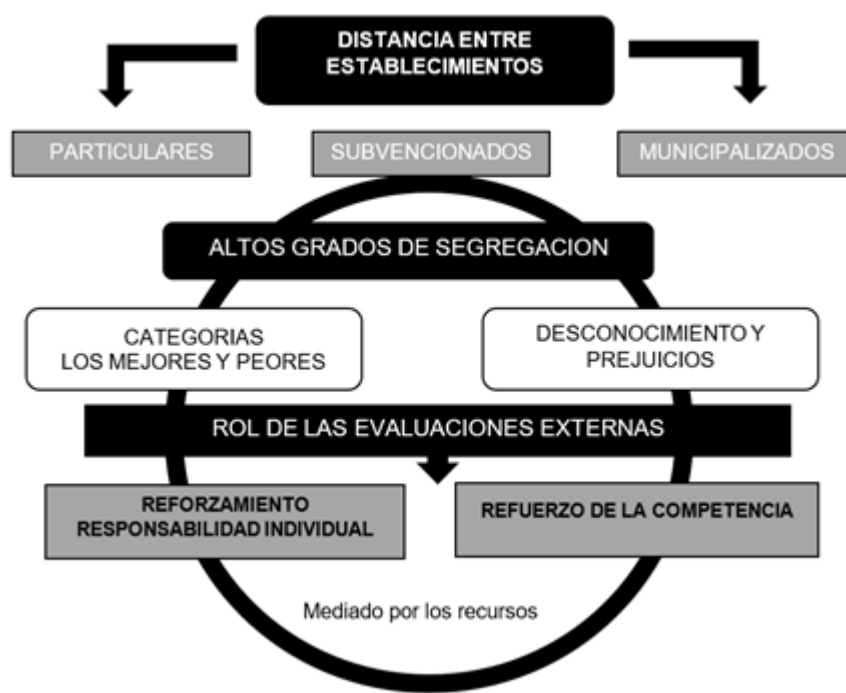 DISTANCIA ENTRE
ESTABLECIMIENTOS
PARTICULARES
SUBVENCIONADOS
MUNICIPALIZADOS
ALTOS GRADOS DE SEGREGACION
CATEGORIAS
LOS MEJORES Y PEORES
DESCONOCIMIENTO Y
PREJUICIOS
ROL DE LAS EVALUACIONES EXTERNAS
REFORZAMIENTO
RESPONSABILIDAD INDIVIDUAL
REFUERZO DE LA COMPETENCIA
Mediado por los recursos